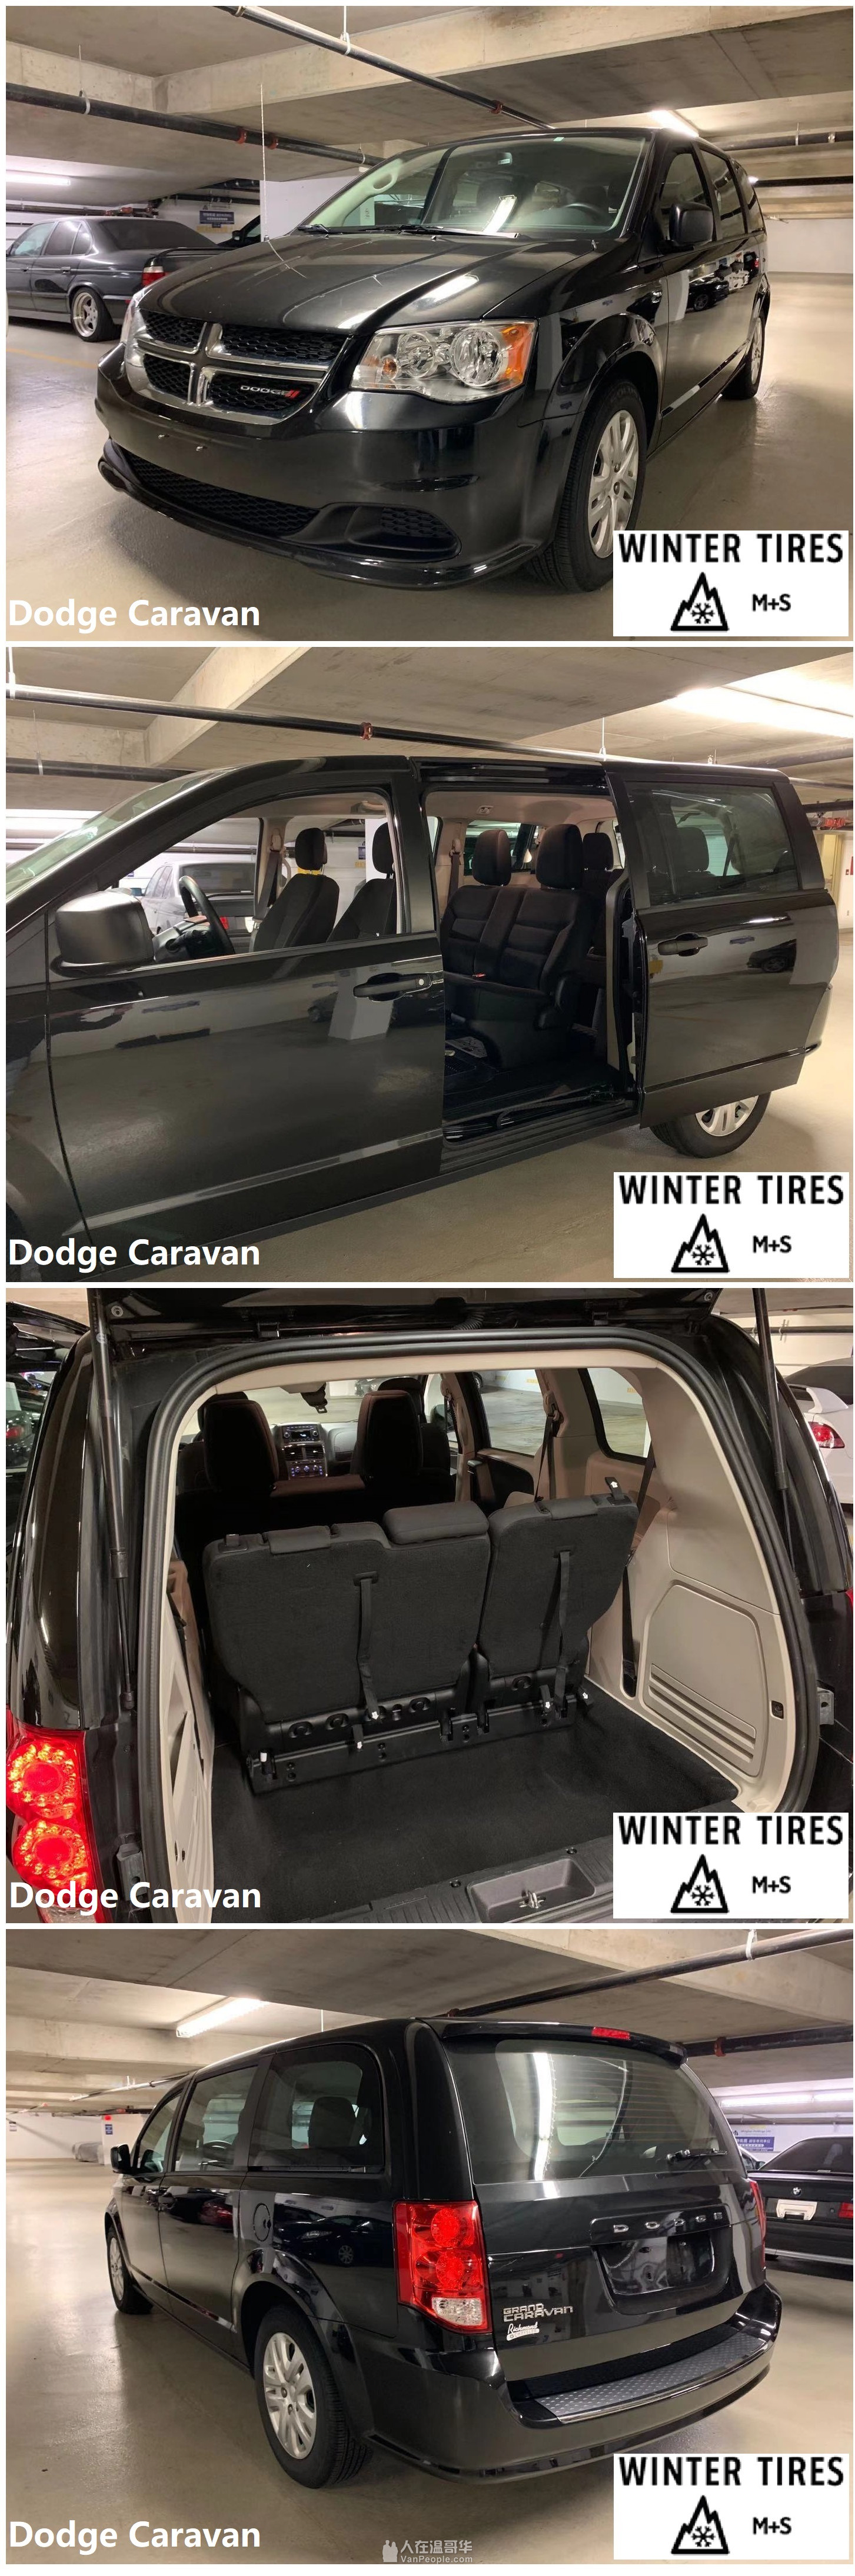 DODGE
WINTER TIRES
M+S
Dodge Caravan
WINTER TIRES
M+S
Dodge Caravan
WINTER TIRES
M+S
Dodge Caravan
DODGE
GRAND
CARAVAN
Richmond
WINTER TIRES
M+S
Dodge Caravan
人在温哥华
VanPeople.com